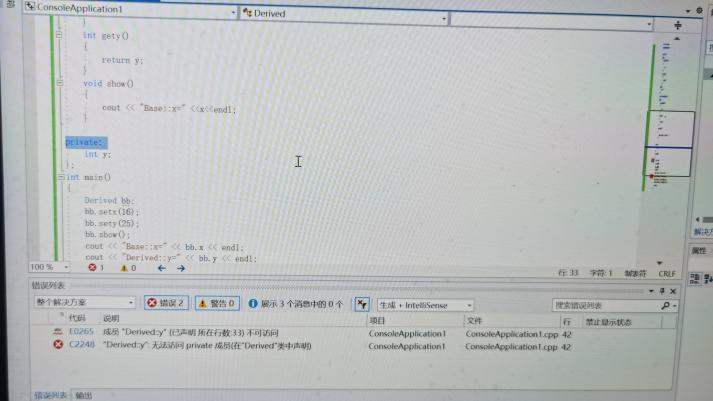 ConsoleApplication1
Derived
int gety()
{
return y;
}
void show()
{
cout << "Base::x=" <<x<<endl;
}
private:
int y;
};
int main()
{
Derived bb;
bb.setx(16);
bb.sety(25);
bb.show();
cout << "Base::x=" << bb.x << endl;
cout << "Derived::y=" << bb.y << endl;
100 %
1
0
行: 33
字符: 1
制表符
CRLF
解决方
属性
错误列表
整个解决方案
错误 2
警告 0
展示 3 个消息中的 0 个
生成 + IntelliSense
搜索错误列表
代码 说明 项目 文件 行 禁止显示状态
E0265 成员 "Derived::y" (已声明 所在行数:33) 不可访问 ConsoleApplication1 ConsoleApplication1.cpp 42
C2248 "Derived::y": 无法访问 private 成员(在"Derived"类中声明) ConsoleApplication1 ConsoleApplication1.cpp 42
错误列表 输出